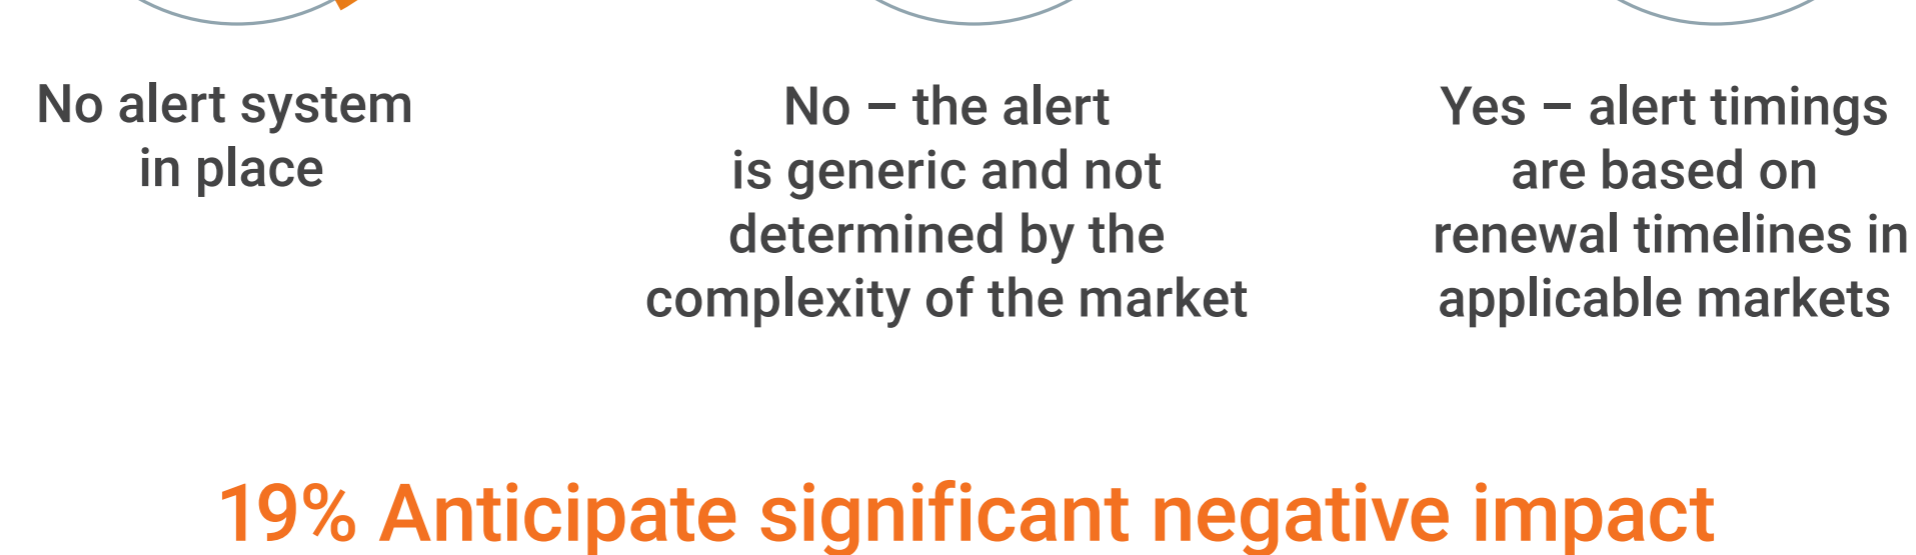 No alert system
in place
No – the alert
is generic and not
determined by the
complexity of the market
Yes – alert timings
are based on
renewal timelines in
applicable markets
19% Anticipate significant negative impact